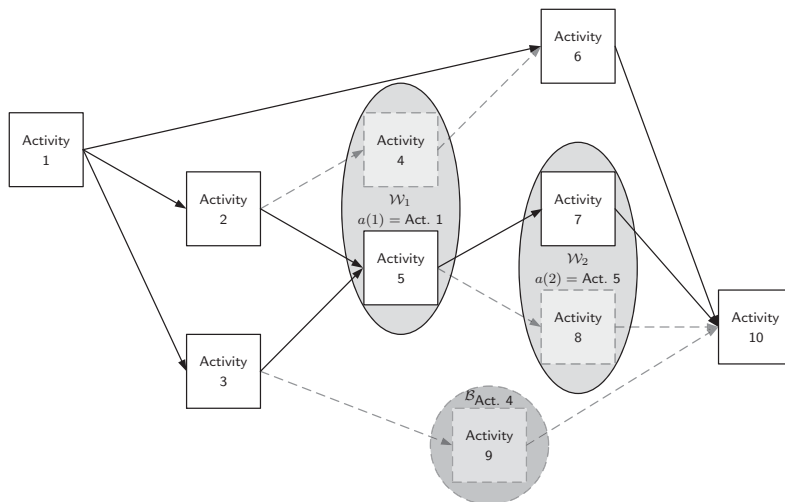 Activity
6
Activity
1
Activity
4
Activity
2
𝒲₁
a(1) = Act. 1
Activity
7
Activity
5
𝒲₂
a(2) = Act. 5
Activity
8
Activity
10
Activity
3
ℬAct. 4
Activity
9